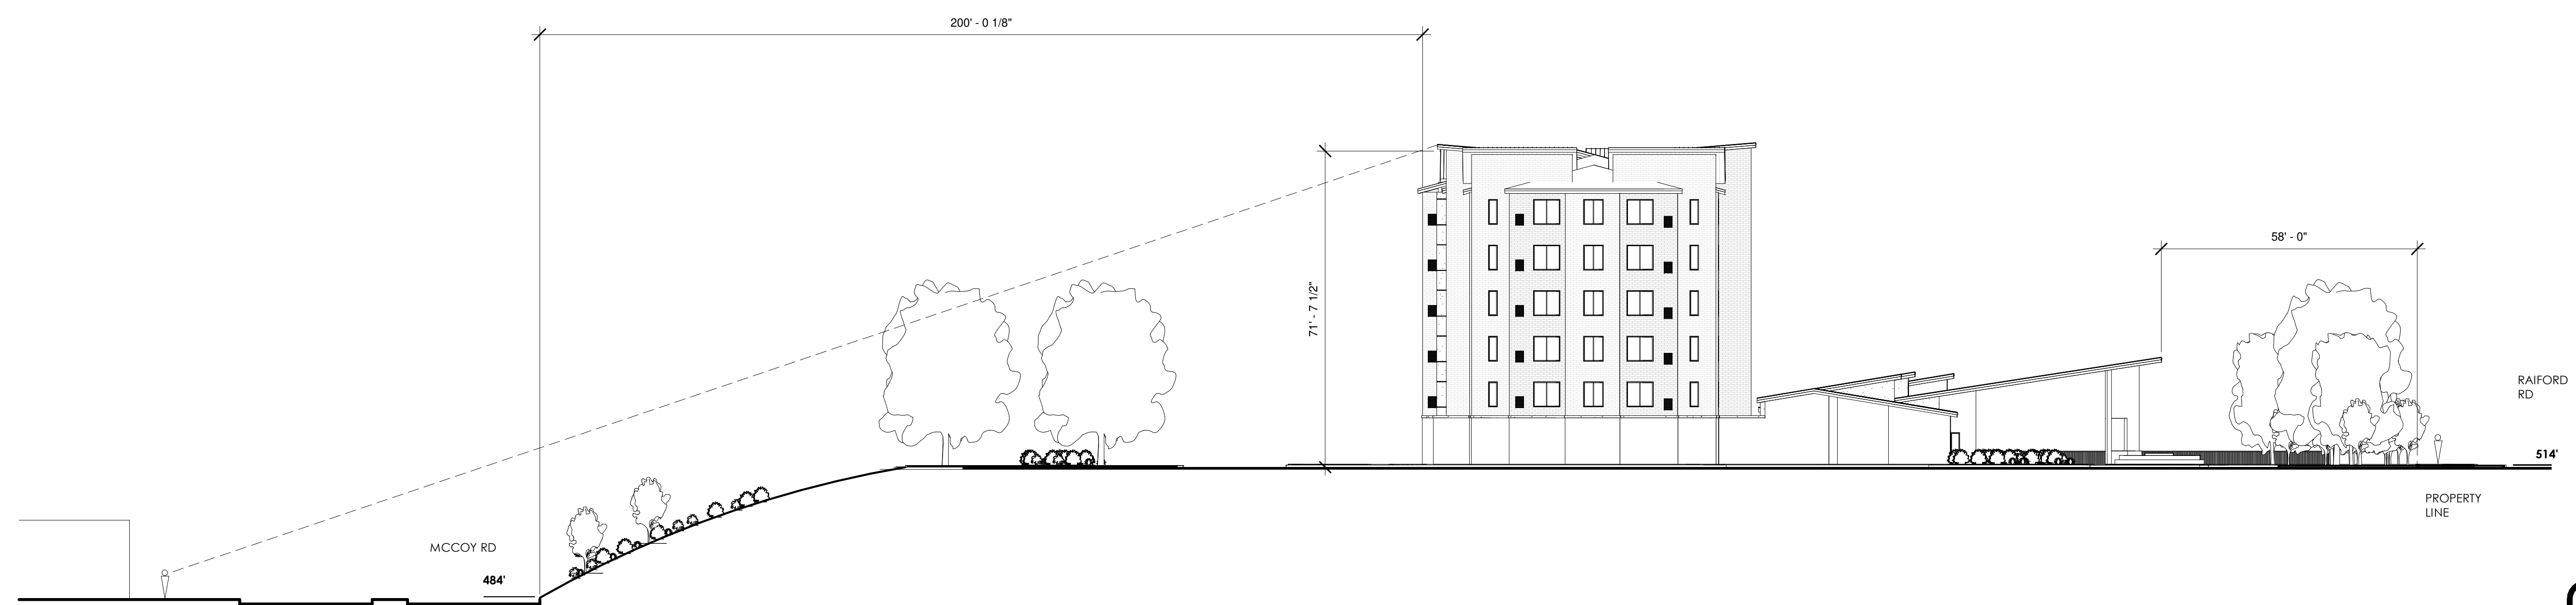 200' - 0 1/8"
71' - 7 1/2"
58' - 0"
RAIFORD
RD
514'
PROPERTY
LINE
MCCOY RD
484'